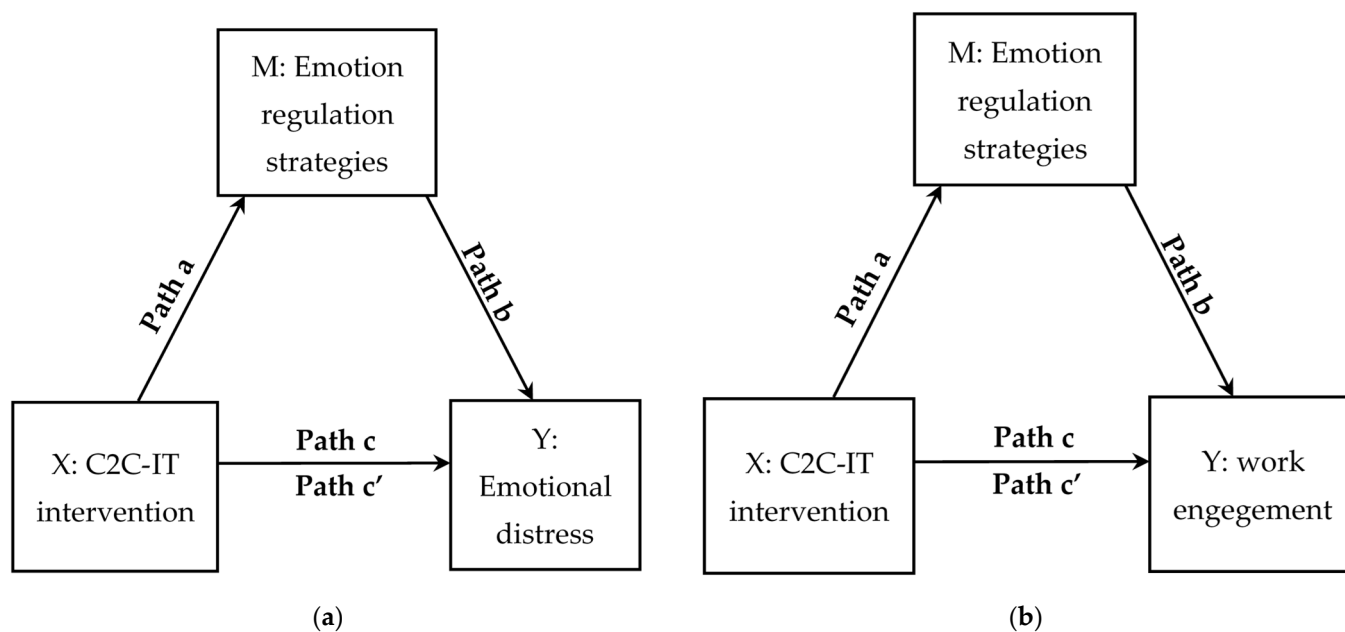 M: Emotion
regulation
strategies
Path a
Path b
X: C2C-IT
intervention
Path c
Path c’
Y:
Emotional
distress
(a)
M: Emotion
regulation
strategies
Path a
Path b
X: C2C-IT
intervention
Path c
Path c’
Y: work
engegement
(b)